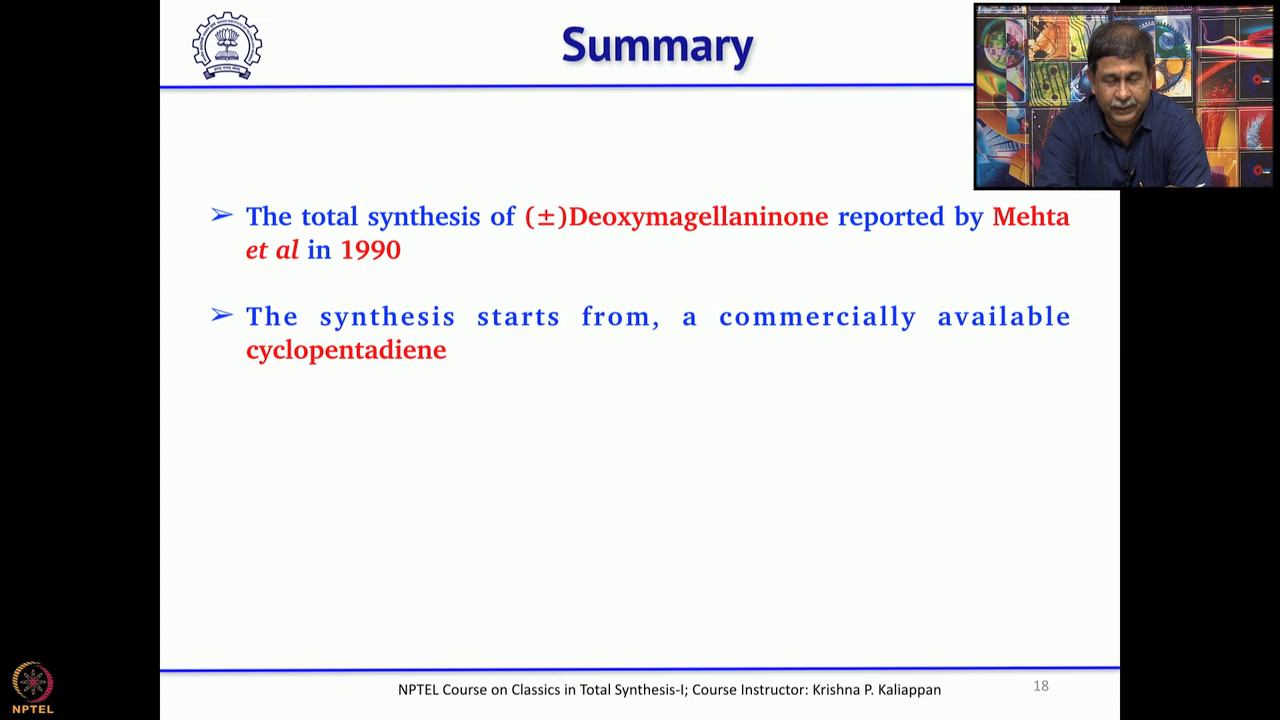 Summary
➢ The total synthesis of (±)Deoxymagellaninone reported by Mehta
et al in 1990
➢ The synthesis starts from, a commercially available
cyclopentadiene
NPTEL Course on Classics in Total Synthesis-I; Course Instructor: Krishna P. Kaliappan
18
NPTEL